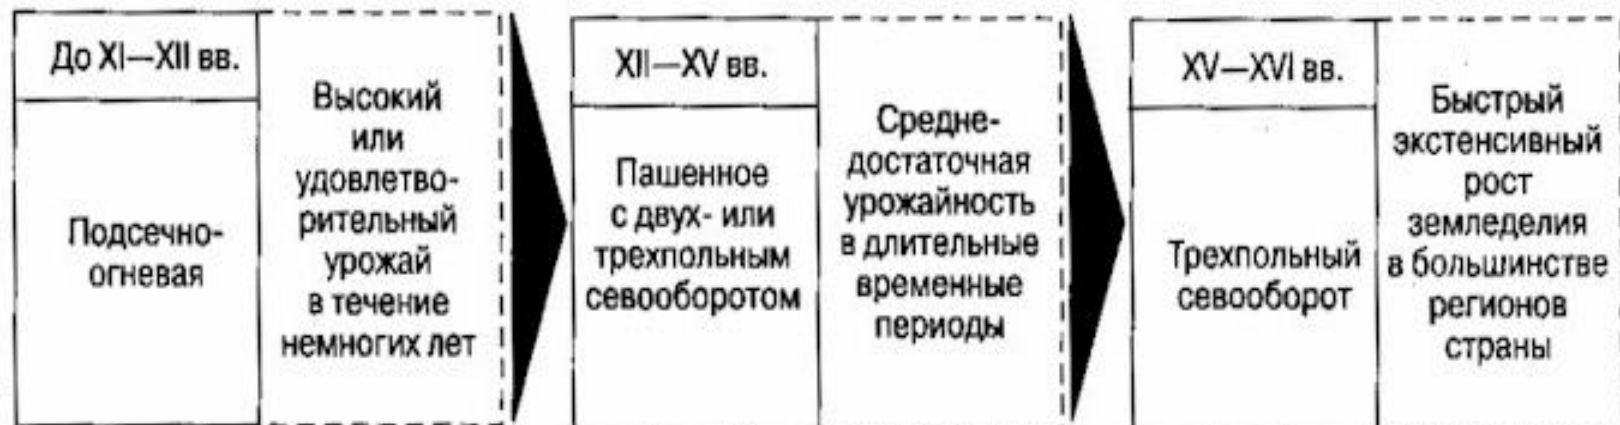 До XI—XII вв.
Подсечно-
огневая
Высокий
или
удовлетво-
рительный
урожай
в течение
немногих лет
XII—XV вв.
Пашенное
с двух- или
трехпольным
севооборотом
Средне-
достаточная
урожайность
в длительные
временные
периоды
XV—XVI вв.
Трехпольный
севооборот
Быстрый
экстенсивный
рост
земледелия
в большинстве
регионов
страны